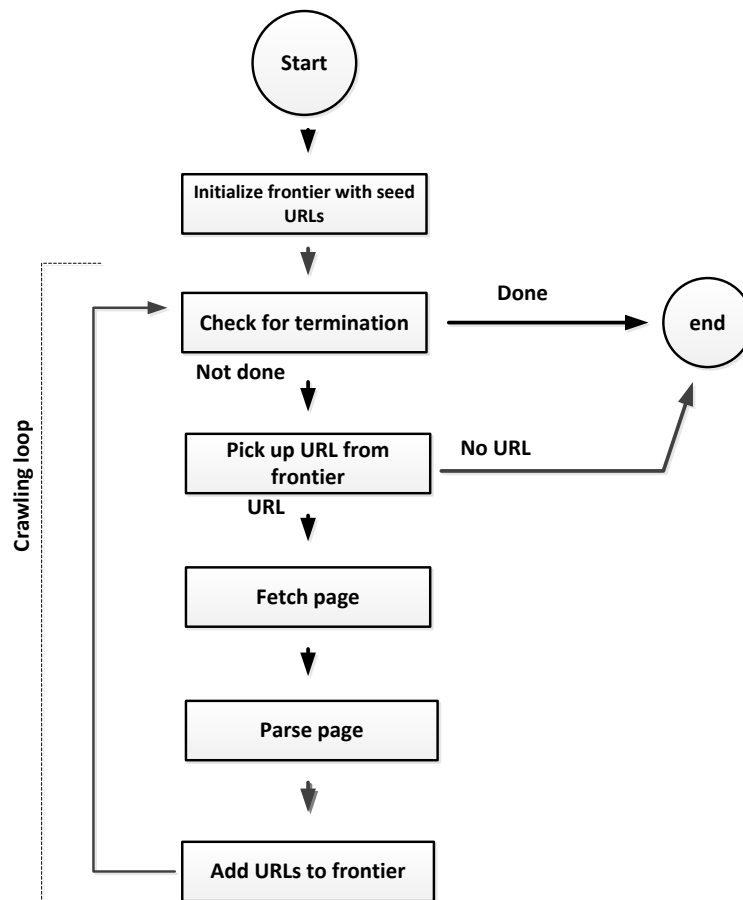 Start
Initialize frontier with seed
URLs
Check for termination
Done
end
Not done
Pick up URL from
frontier
No URL
URL
Crawling loop
Fetch page
Parse page
Add URLs to frontier